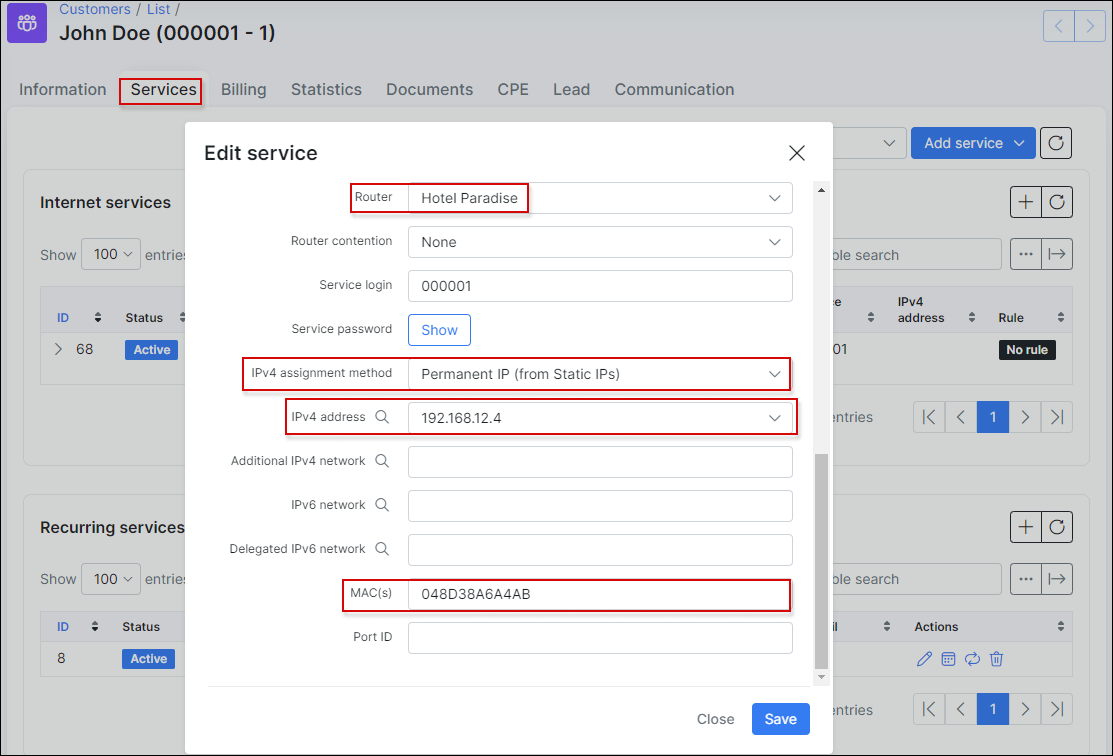 Customers / List /
John Doe (000001 - 1)
Information Services Billing Statistics Documents CPE Lead Communication
Add service
Edit service
Internet services
Router Hotel Paradise
Router contention None
Show 100 entries
search
Service login 000001
ID Status
IPv4 address Rule
Service password Show
68 Active
01 No rule
IPv4 assignment method Permanent IP (from Static IPs)
IPv4 address 192.168.12.4
entries 1
Additional IPv4 network
IPv6 network
Recurring services
Delegated IPv6 network
Show 100 entries
search
MAC(s) 048D38A6A4AB
ID Status
Actions
Port ID
8 Active
Close Save
entries 1